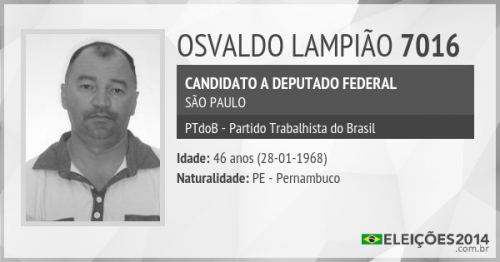 OSVALDO LAMPIÃO 7016
CANDIDATO A DEPUTADO FEDERAL
SÃO PAULO
PTdoB - Partido Trabalhista do Brasil
Idade: 46 anos (28-01-1968)
Naturalidade: PE - Pernambuco
ELEIÇÕES2014
.com.br